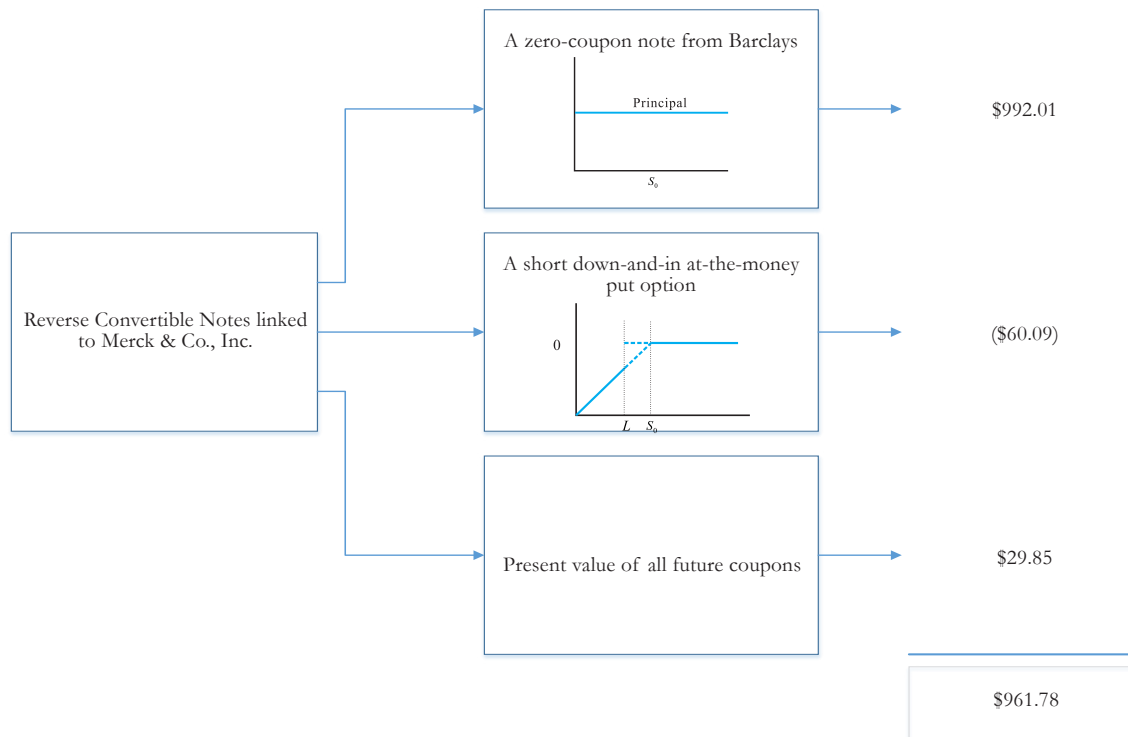 A zero-coupon note from Barclays
Principal
S₀
$992.01
Reverse Convertible Notes linked
to Merck & Co., Inc.
A short down-and-in at-the-money
put option
0
L S₀
($60.09)
Present value of all future coupons
$29.85
$961.78